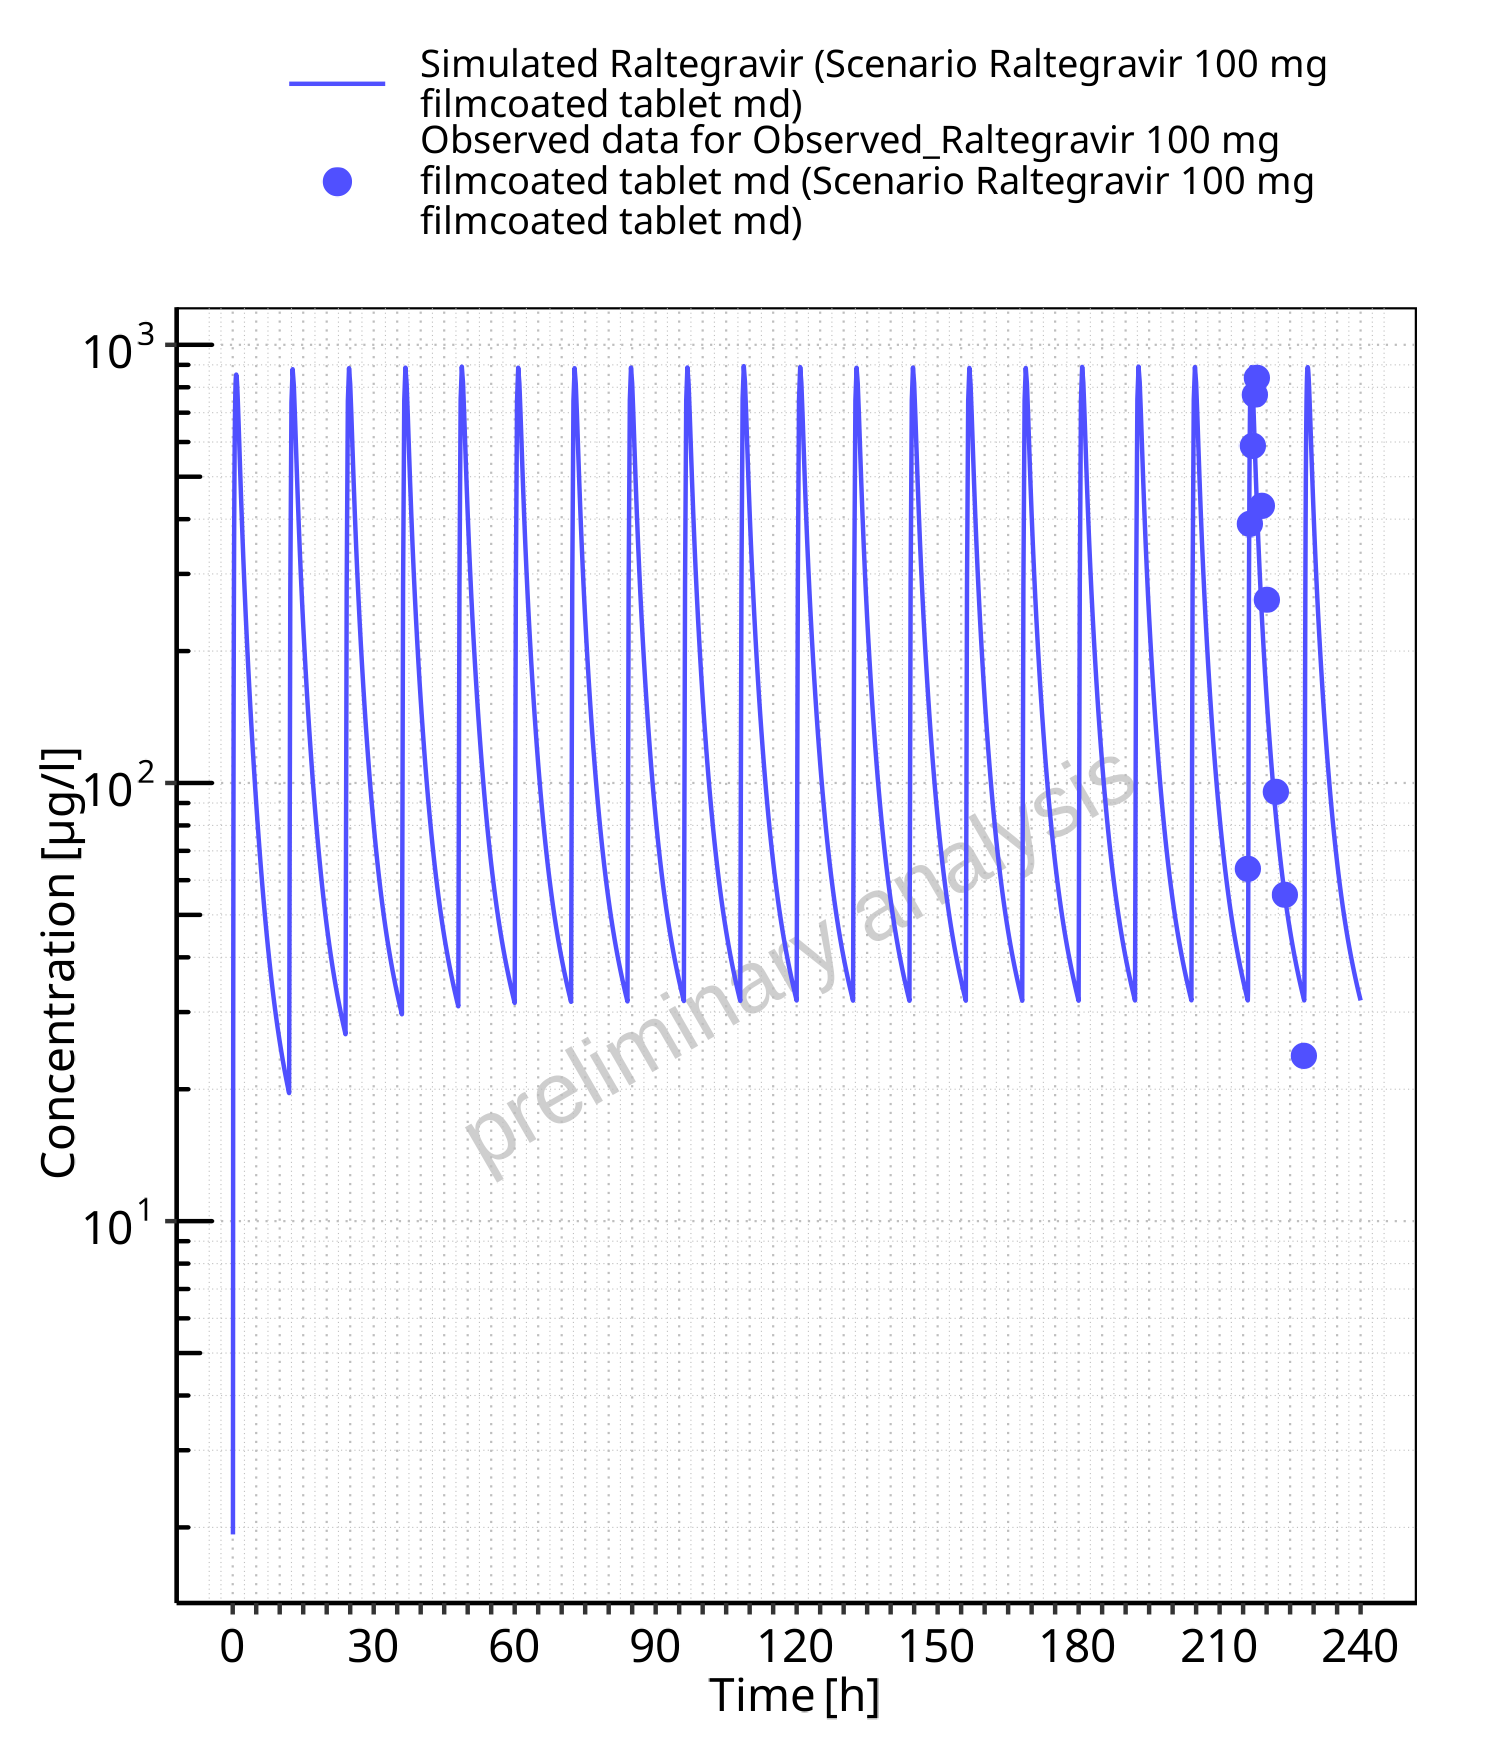 Simulated Raltegravir (Scenario Raltegravir 100 mg
filmcoated tablet md)
Observed data for Observed_Raltegravir 100 mg
filmcoated tablet md (Scenario Raltegravir 100 mg
filmcoated tablet md)
10³
10²
10¹
Concentration [µg/l]
preliminary analysis
0 30 60 90 120 150 180 210 240
Time [h]